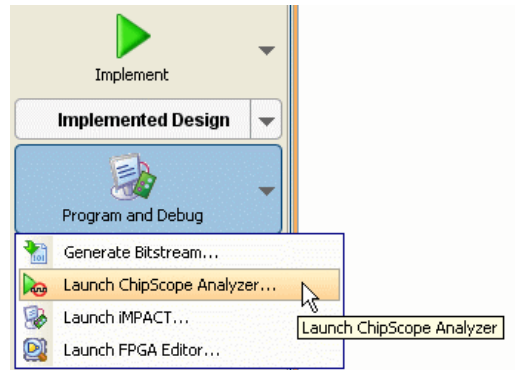 Implement
Implemented Design
Program and Debug
Generate Bitstream...
Launch ChipScope Analyzer...
Launch iMPACT...
Launch ChipScope Analyzer
Launch FPGA Editor...